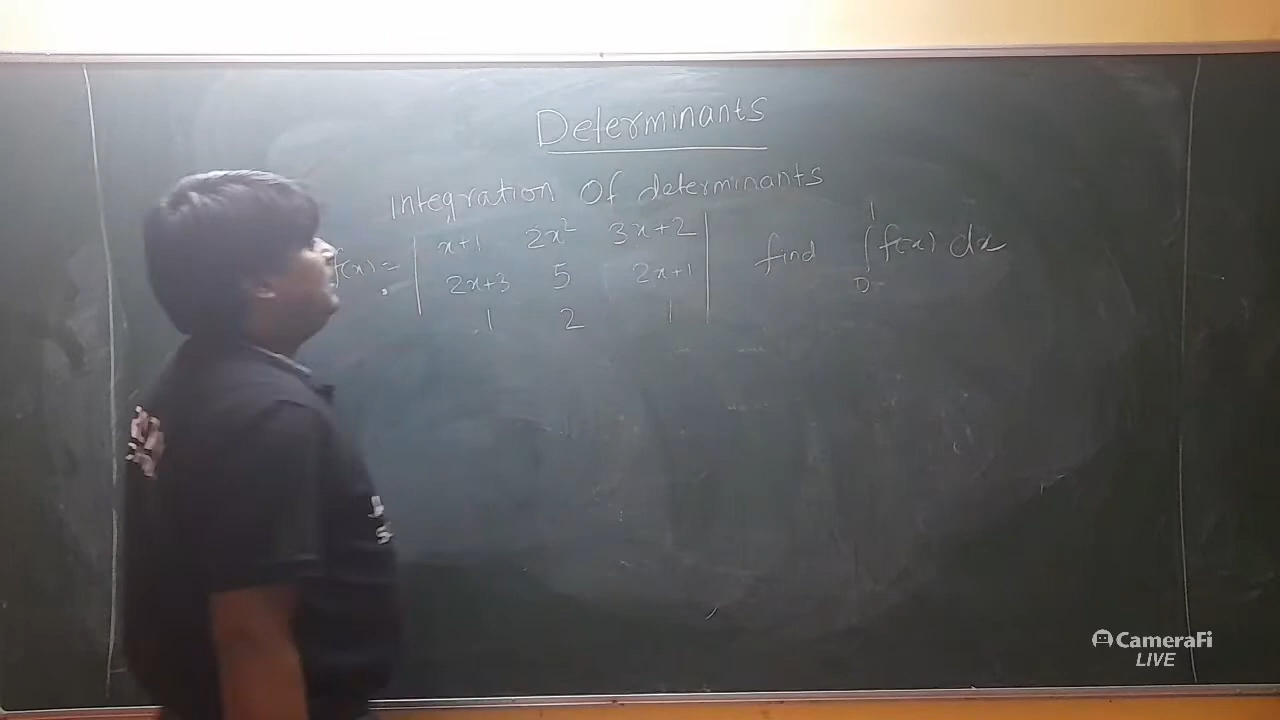 Determinants
Integration Of determinants
f(x) = | x+1 2x² 3x+2 | find ∫₀¹ f(x) dx
| 2x+3 5 2x+1 |
| 1 2 1 |
CameraFi
LIVE